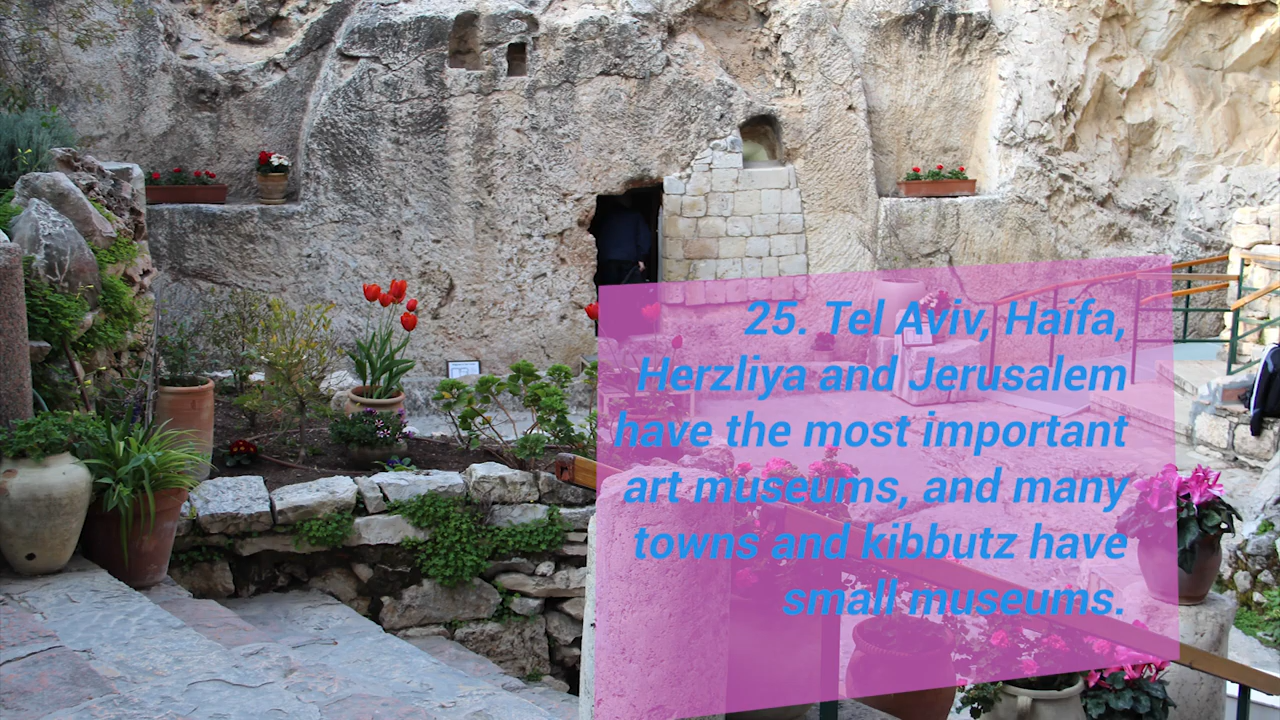 25. Tel Aviv, Haifa,
Herzliya and Jerusalem
have the most important
art museums, and many
towns and kibbutz have
small museums.